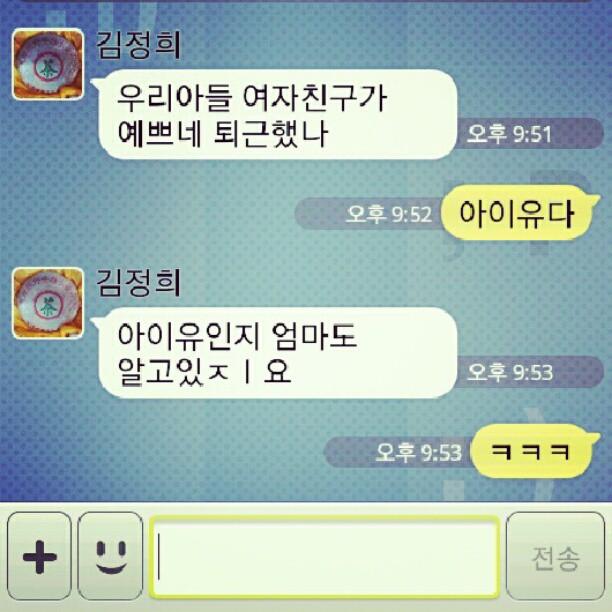 김정희
우리아들 여자친구가
예쁘네 퇴근했나
오후 9:51
오후 9:52
아이유다
김정희
아이유인지 엄마도
알고있ㅈㅣ요
오후 9:53
오후 9:53
ㅋㅋㅋ
전송